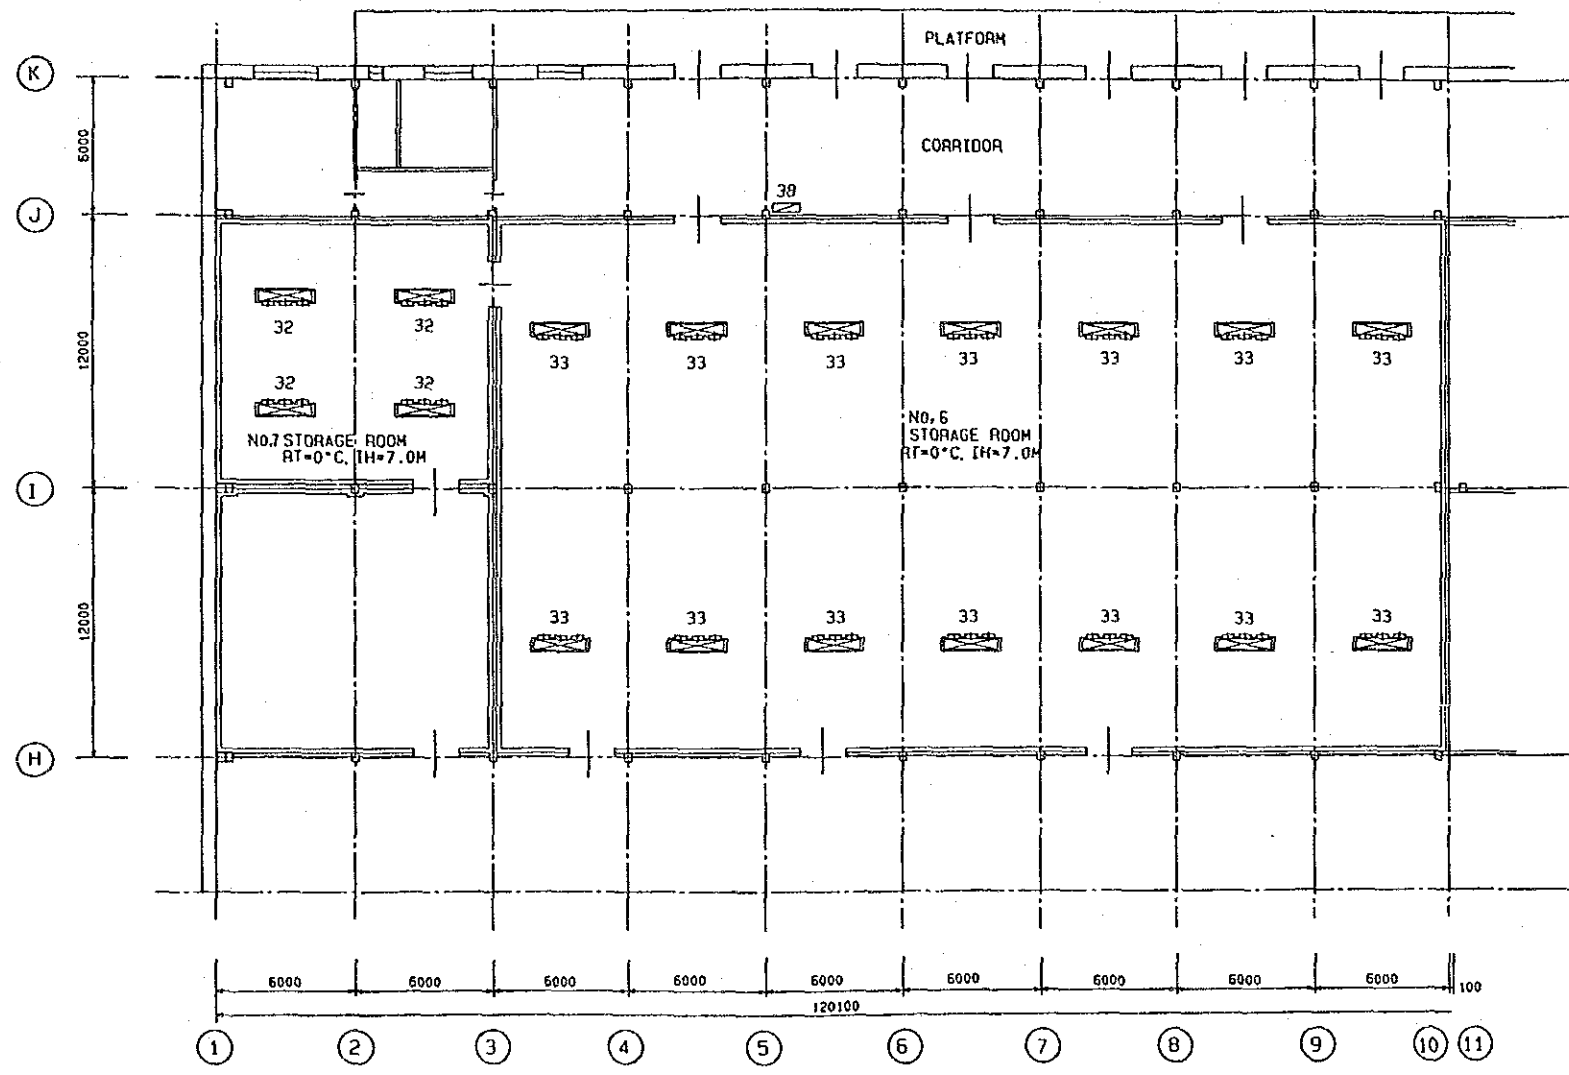 PLATFORM
K
CORRIDOR
6000
38
J
32 32
33 33 33 33 33 33 33
12000
32 32
NO.6
STORAGE ROOM
RT=0°C, IH=7.0M
NO.7 STORAGE ROOM
RT=0°C, IH=7.0M
I
12000
33 33 33 33 33 33 33
H
6000 6000 6000 6000 6000 6000 6000 6000 6000 100
120100
1 2 3 4 5 6 7 8 9 10 11